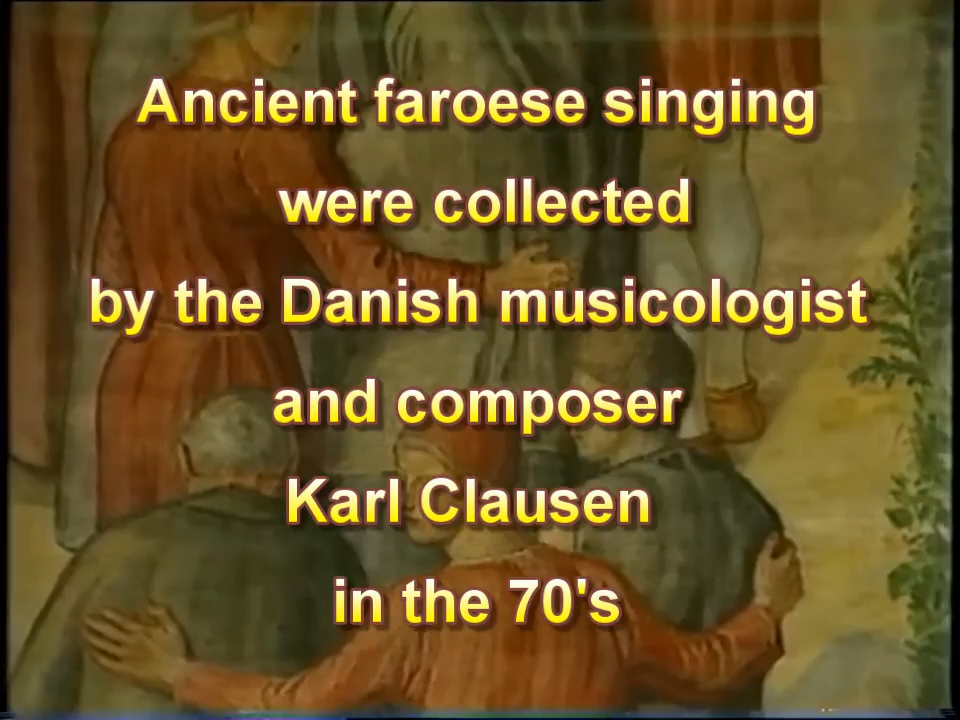 Ancient faroese singing
were collected
by the Danish musicologist
and composer
Karl Clausen
in the 70's